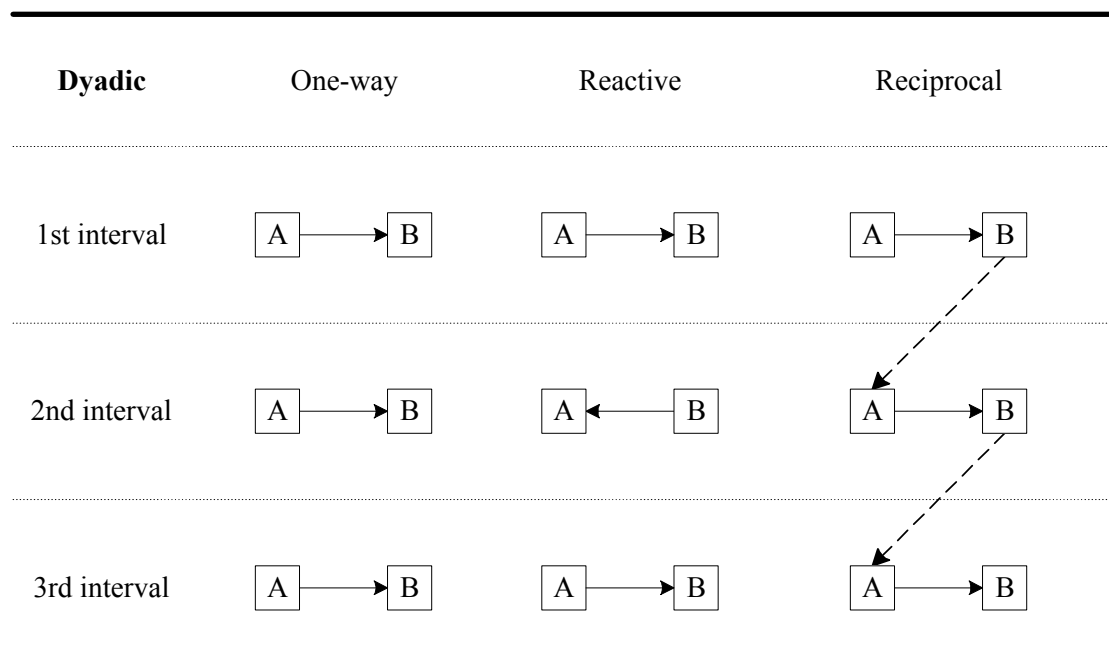 Dyadic One-way Reactive Reciprocal
1st interval A B A B A B
2nd interval A B A B A B
3rd interval A B A B A B